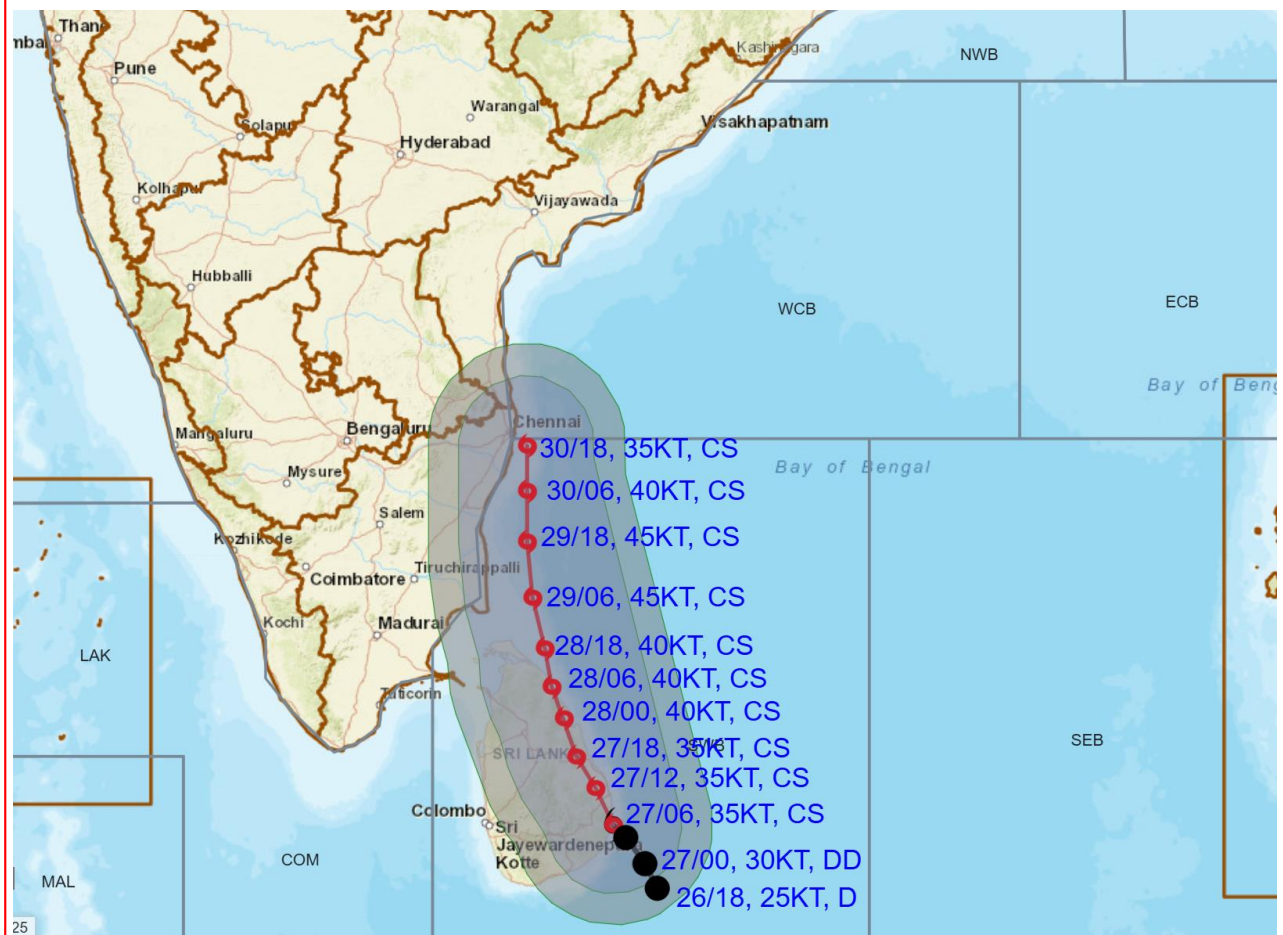 Thane
Pune
Kashinagara
NWB
Warangal
Solapur
Hyderabad
Visakhapatnam
Kolhapur
Vijayawada
Hubballi
WCB
ECB
Bay of Beng
Chennai
Mangaluru
Bengaluru
30/18, 35KT, CS
Bay of Bengal
Mysure
30/06, 40KT, CS
Salem
Kozhikode
29/18, 45KT, CS
Coimbatore
Tiruchirappalli
29/06, 45KT, CS
Kochi
Madurai
LAK
28/18, 40KT, CS
28/06, 40KT, CS
Tuticorin
28/00, 40KT, CS
SRI LANK
27/18, 35KT, CS
SWB
SEB
27/12, 35KT, CS
Colombo
27/06, 35KT, CS
Sri
Jayewardenepura
Kotte
COM
27/00, 30KT, DD
MAL
26/18, 25KT, D
25